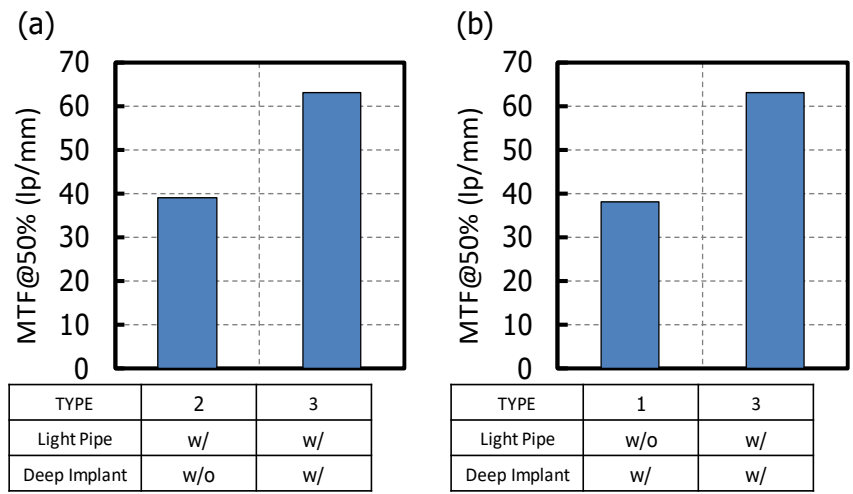 (a)
MTF@50% (lp/mm)
70
60
50
40
30
20
10
0
TYPE 2 3
Light Pipe w/ w/
Deep Implant w/o w/
(b)
MTF@50% (lp/mm)
70
60
50
40
30
20
10
0
TYPE 1 3
Light Pipe w/o w/
Deep Implant w/ w/